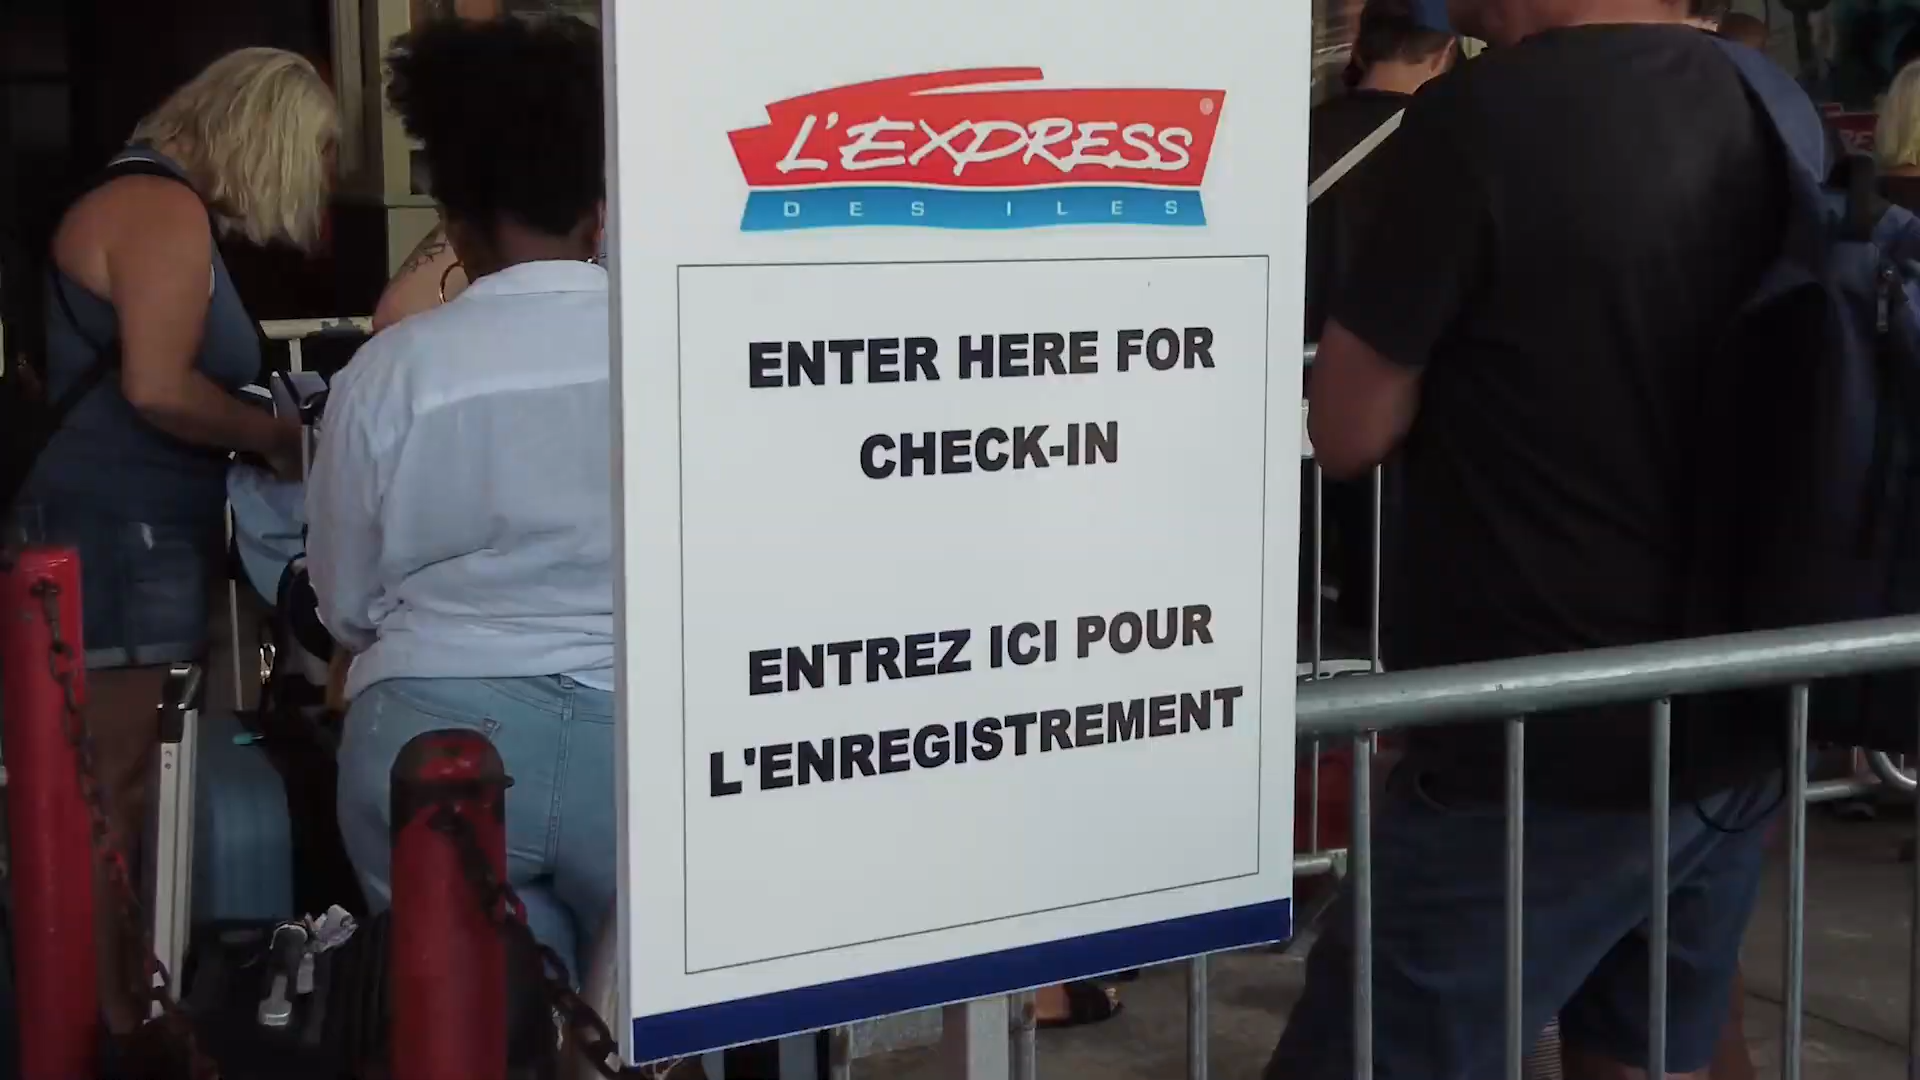 L'EXPRESS®
DES ILES
ENTER HERE FOR
CHECK-IN
ENTREZ ICI POUR
L'ENREGISTREMENT